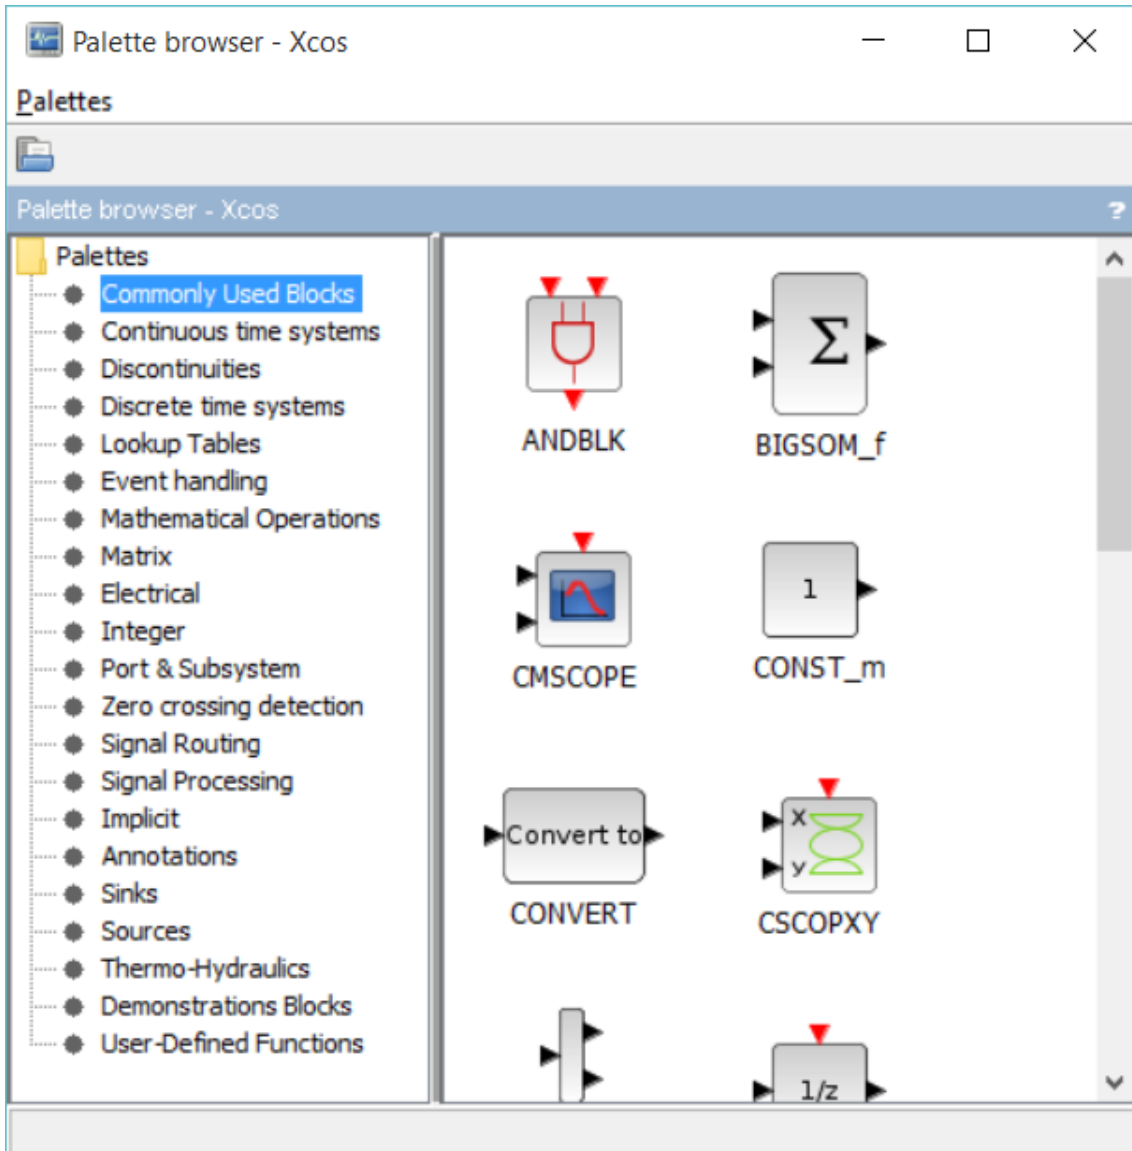 Palette browser - Xcos
Palettes
Palette browser - Xcos ?
Palettes
Commonly Used Blocks
Continuous time systems
Discontinuities
Discrete time systems
Lookup Tables
Event handling
Mathematical Operations
Matrix
Electrical
Integer
Port & Subsystem
Zero crossing detection
Signal Routing
Signal Processing
Implicit
Annotations
Sinks
Sources
Thermo-Hydraulics
Demonstrations Blocks
User-Defined Functions
Σ
ANDBLK BIGSOM_f
1
CMSCOPE CONST_m
Convert to X
Y
CONVERT CSCOPXY
1/z